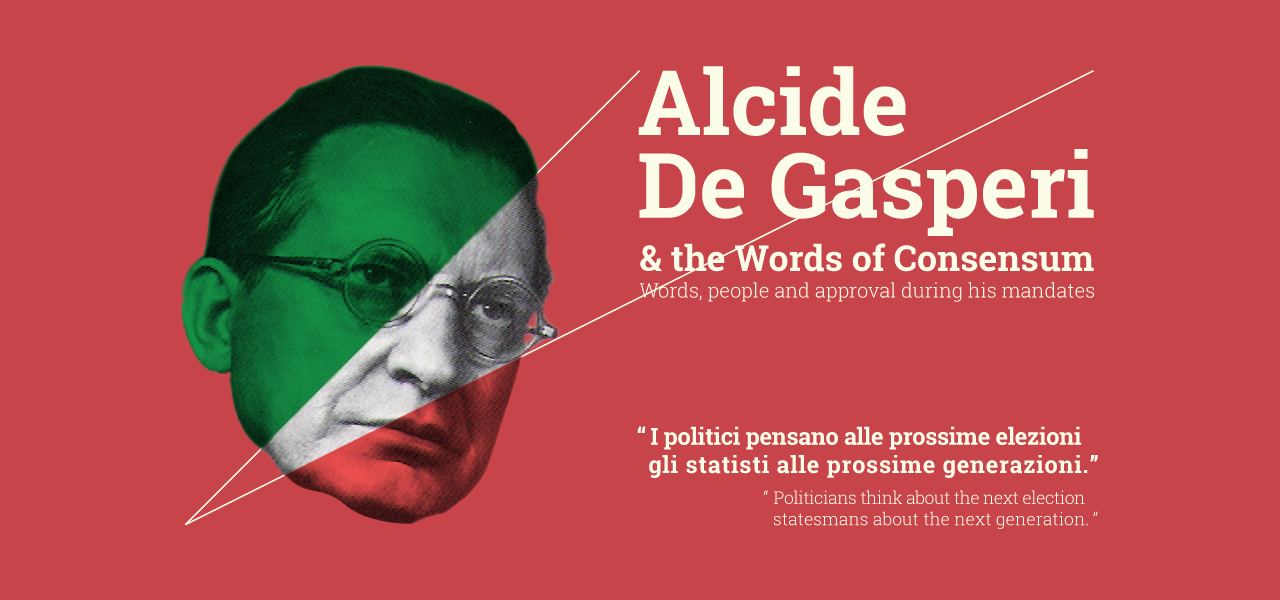 Alcide
De Gasperi
& the Words of Consensum
Words, people and approval during his mandates
“ I politici pensano alle prossime elezioni
gli statisti alle prossime generazioni.”
“ Politicians think about the next election
statesmans about the next generation. ”